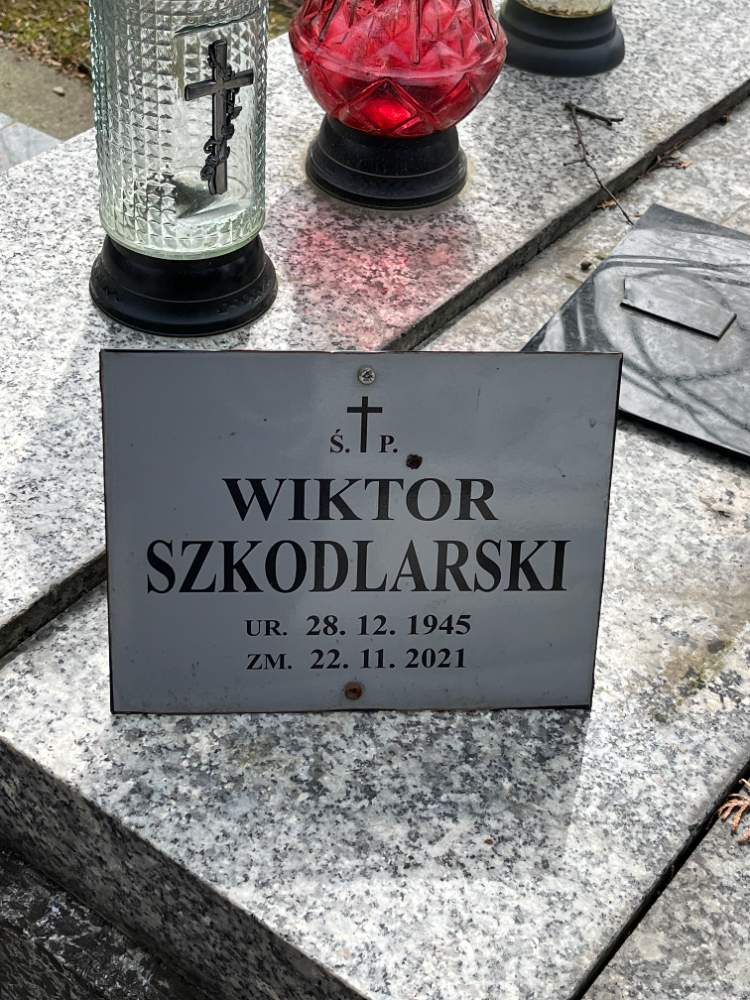 Ś. P.
WIKTOR
SZKODLARSKI
UR. 28. 12. 1945
ZM. 22. 11. 2021